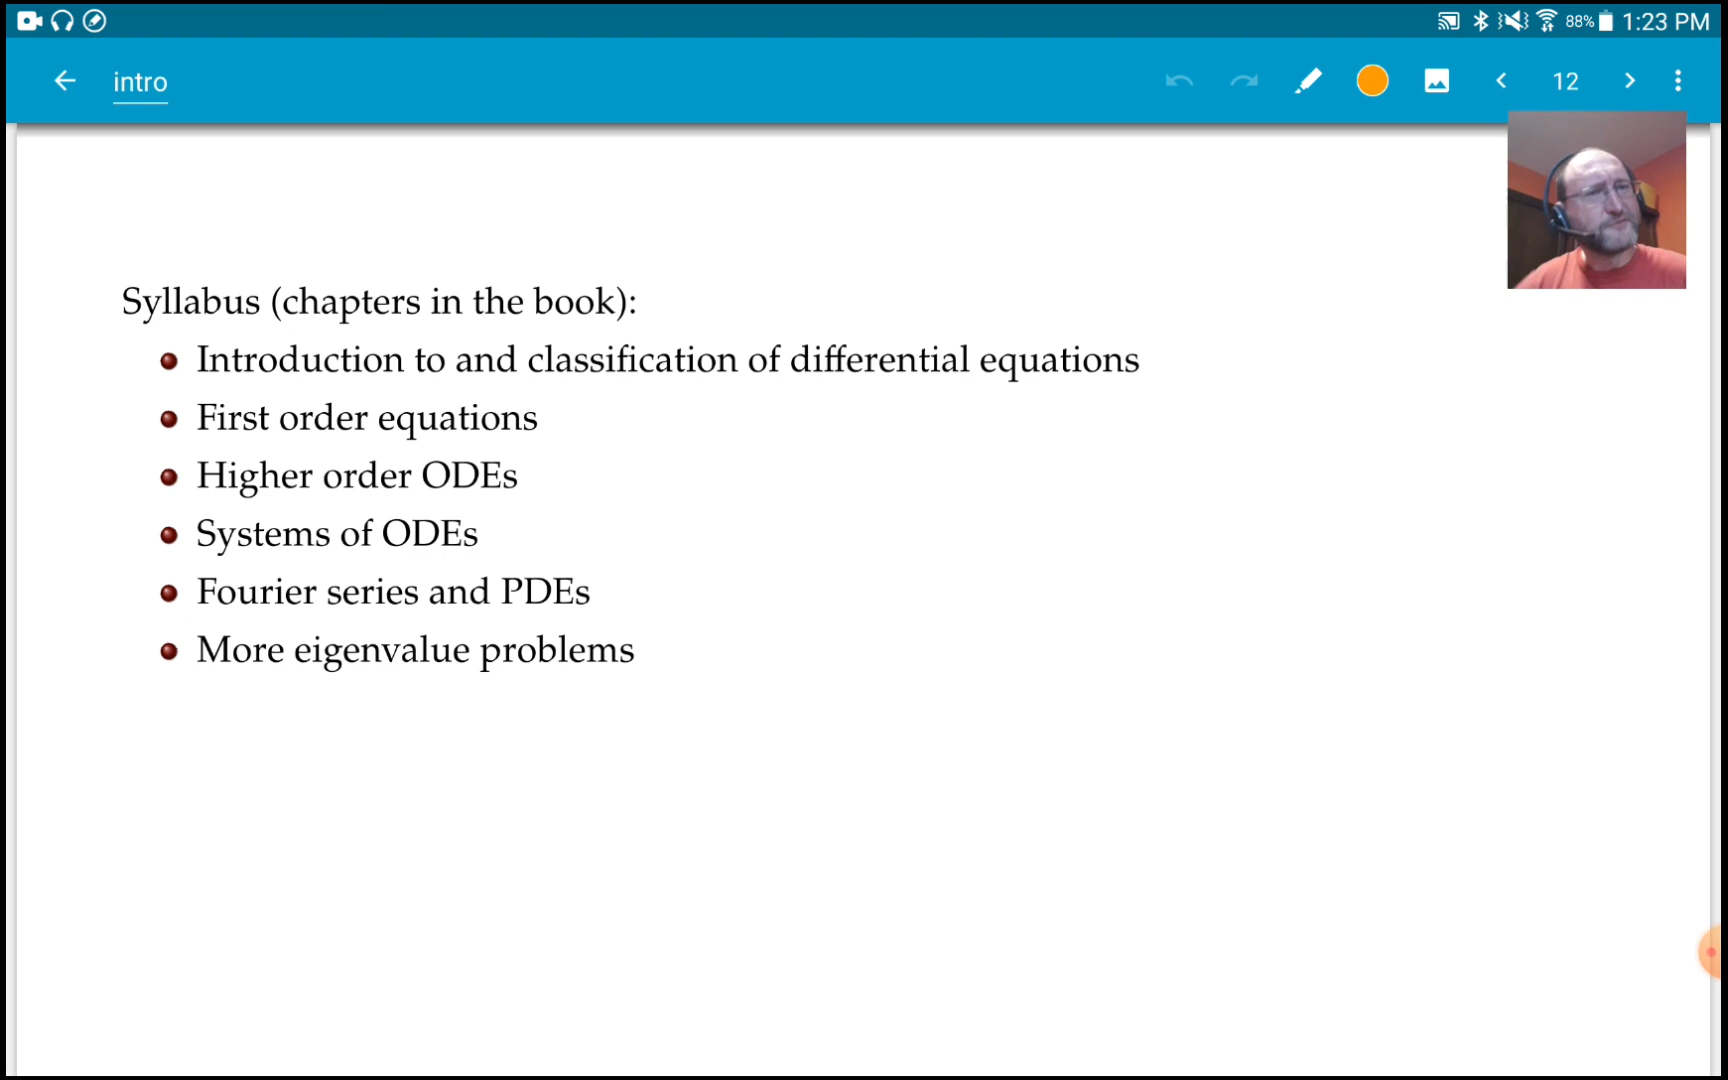 88% 1:23 PM
intro 12
Syllabus (chapters in the book):
Introduction to and classification of differential equations
First order equations
Higher order ODEs
Systems of ODEs
Fourier series and PDEs
More eigenvalue problems